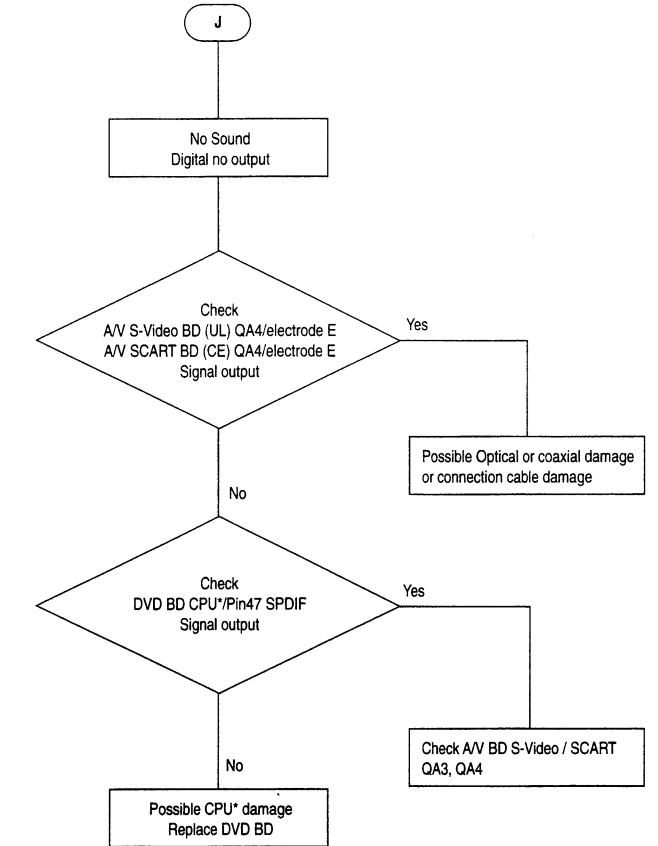 J
No Sound
Digital no output
Check
A/V S-Video BD (UL) QA4/electrode E
A/V SCART BD (CE) QA4/electrode E
Signal output
Yes
Possible Optical or coaxial damage
or connection cable damage
No
Check
DVD BD CPU*/Pin47 SPDIF
Signal output
Yes
Check A/V BD S-Video / SCART
QA3, QA4
No
Possible CPU* damage
Replace DVD BD